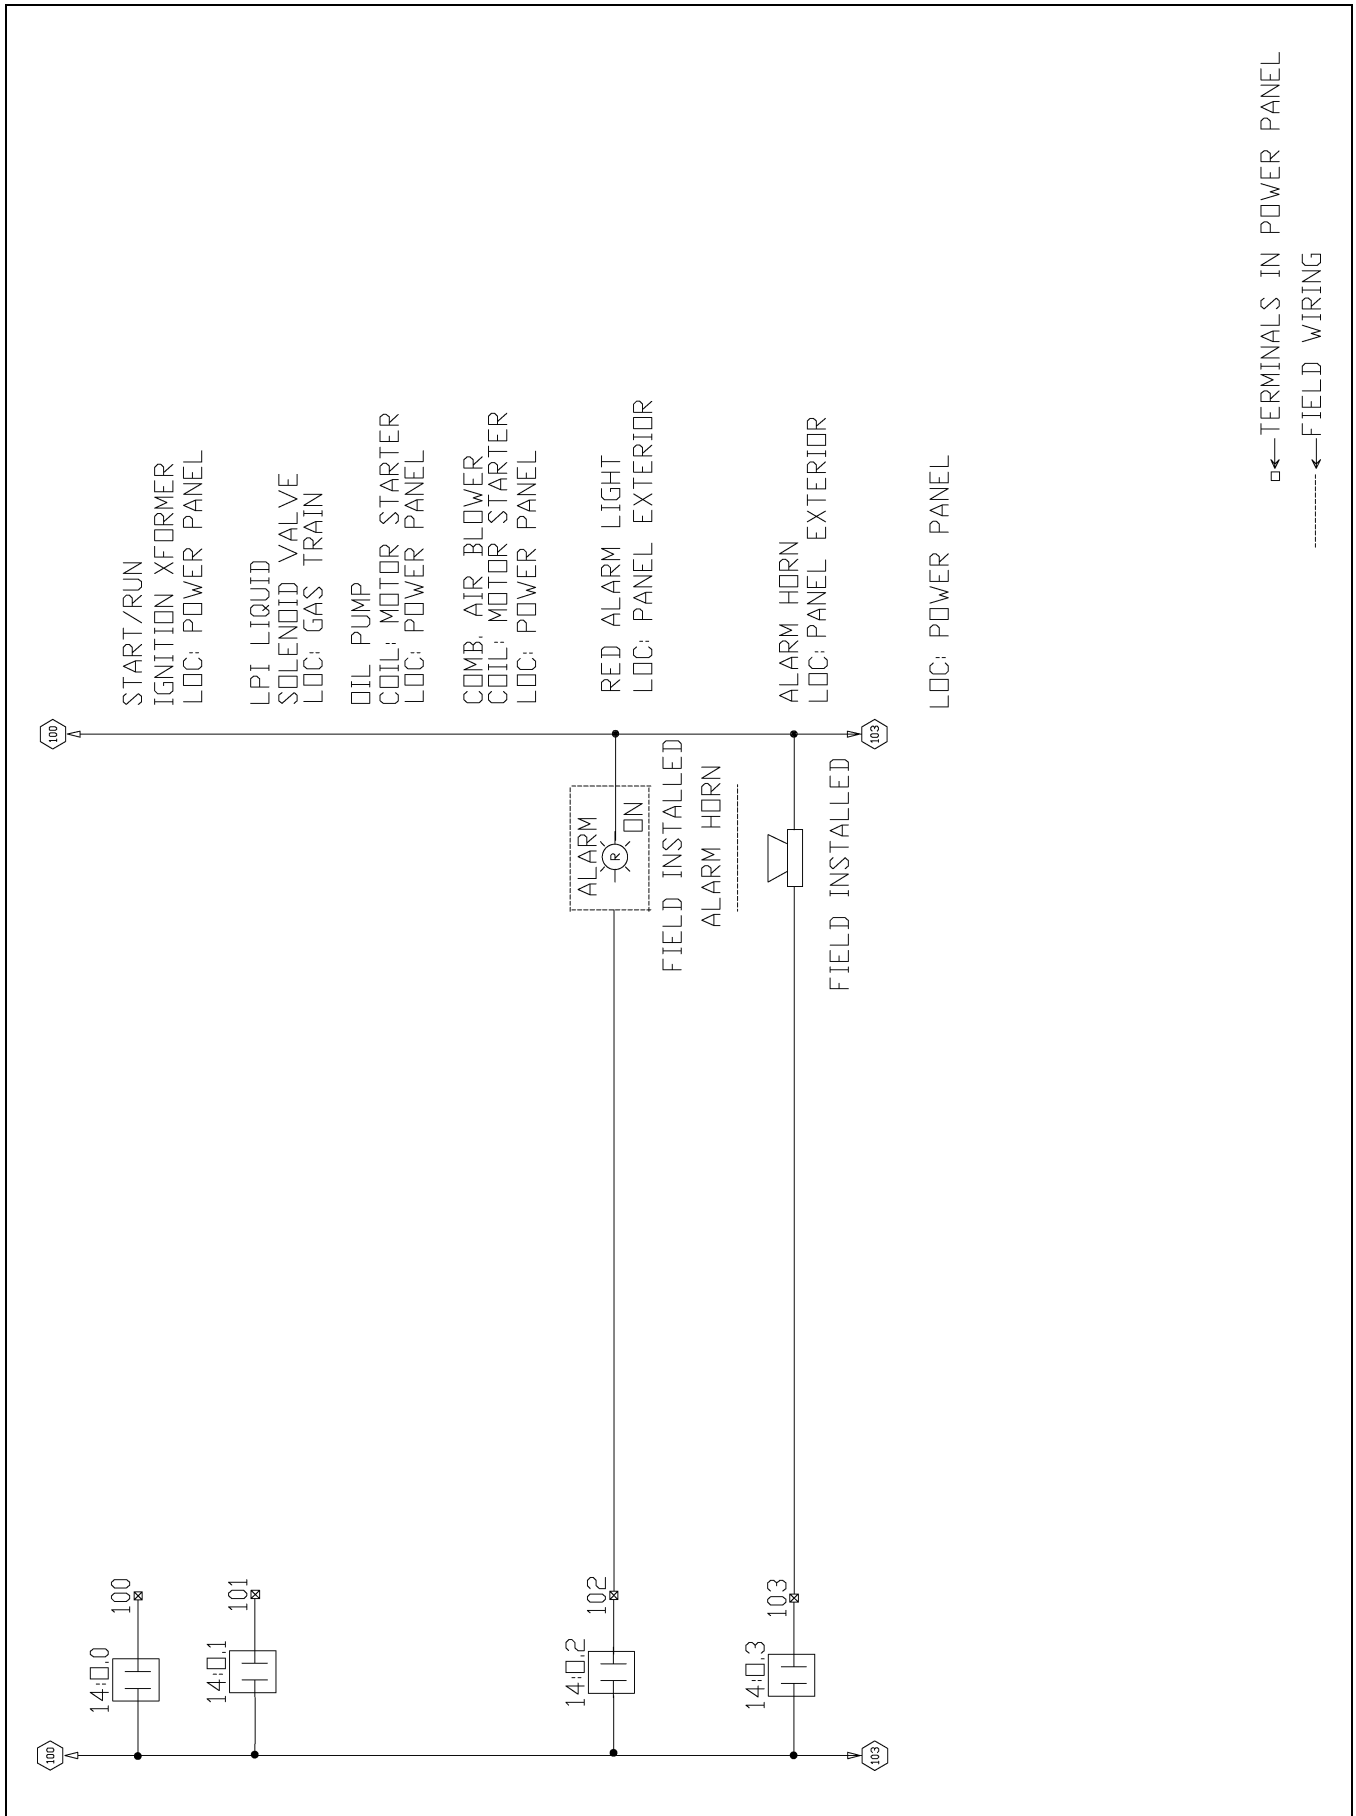 100
100
14:O.0
100
START/RUN
IGNITION XFORMER
LOC: POWER PANEL
14:O.1
101
LPI LIQUID
SOLENOID VALVE
LOC: GAS TRAIN
OIL PUMP
COIL: MOTOR STARTER
LOC: POWER PANEL
COMB. AIR BLOWER
COIL: MOTOR STARTER
LOC: POWER PANEL
14:O.2
102
ALARM
R
ON
RED ALARM LIGHT
LOC: PANEL EXTERIOR
FIELD INSTALLED
ALARM HORN
14:O.3
103
ALARM HORN
LOC: PANEL EXTERIOR
FIELD INSTALLED
103
103
LOC: POWER PANEL
TERMINALS IN POWER PANEL
FIELD WIRING